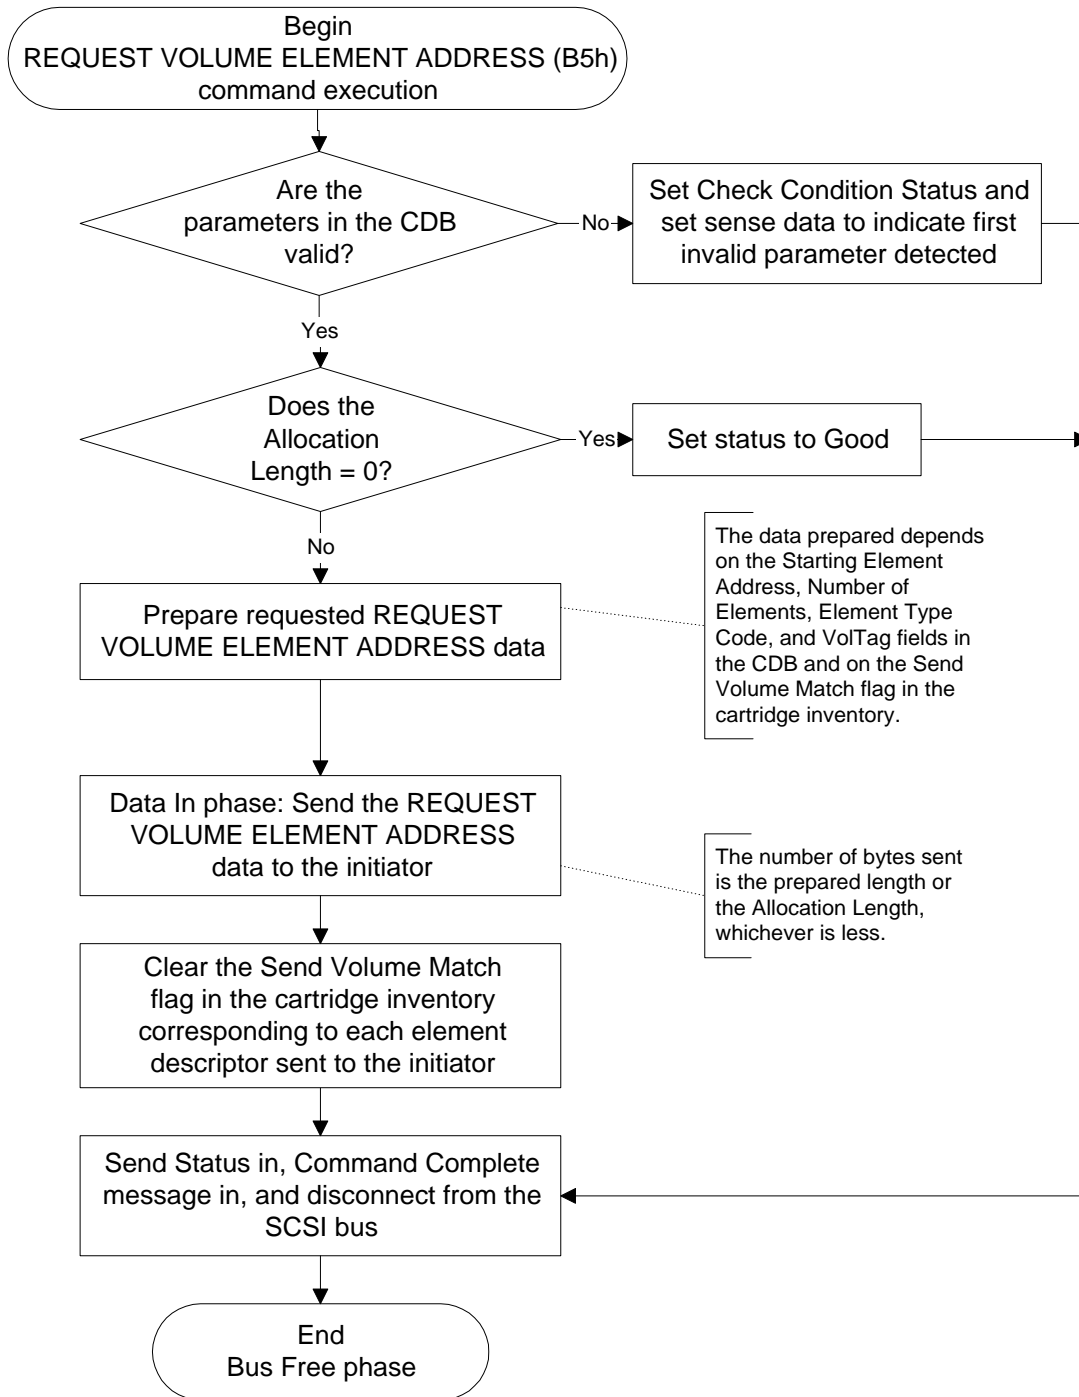 Begin
REQUEST VOLUME ELEMENT ADDRESS (B5h)
command execution
Are the
parameters in the CDB
valid?
No
Set Check Condition Status and
set sense data to indicate first
invalid parameter detected
Yes
Does the
Allocation
Length = 0?
Yes
Set status to Good
No
Prepare requested REQUEST
VOLUME ELEMENT ADDRESS data
The data prepared depends
on the Starting Element
Address, Number of
Elements, Element Type
Code, and VolTag fields in
the CDB and on the Send
Volume Match flag in the
cartridge inventory.
Data In phase: Send the REQUEST
VOLUME ELEMENT ADDRESS
data to the initiator
The number of bytes sent
is the prepared length or
the Allocation Length,
whichever is less.
Clear the Send Volume Match
flag in the cartridge inventory
corresponding to each element
descriptor sent to the initiator
Send Status in, Command Complete
message in, and disconnect from the
SCSI bus
End
Bus Free phase